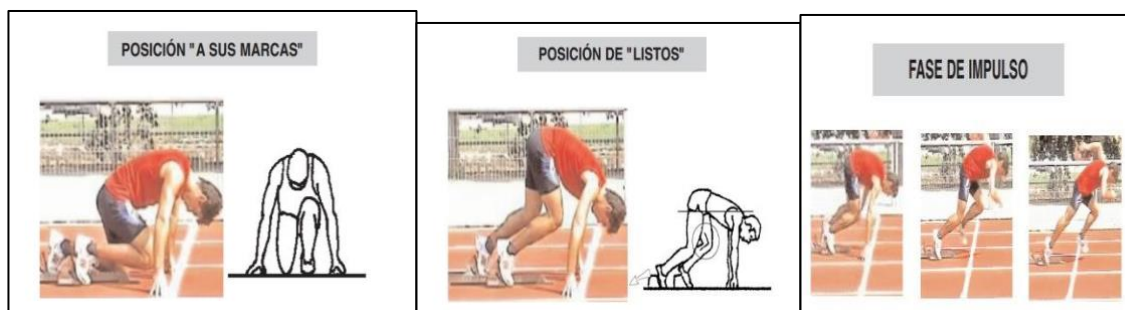 POSICIÓN "A SUS MARCAS"
POSICIÓN DE "LISTOS"
FASE DE IMPULSO